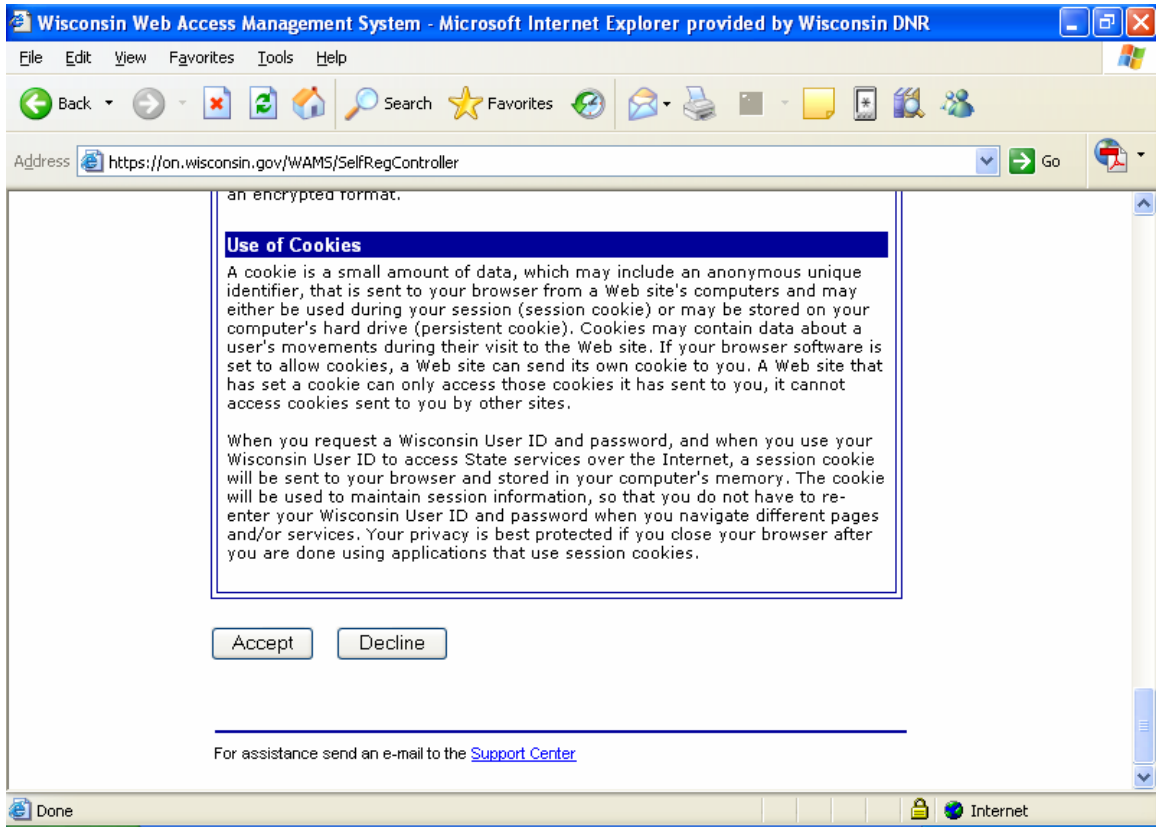 Wisconsin Web Access Management System - Microsoft Internet Explorer provided by Wisconsin DNR
File Edit View Favorites Tools Help
Back Search Favorites
Address https://on.wisconsin.gov/WAMS/SelfRegController Go
an encrypted format.
Use of Cookies
A cookie is a small amount of data, which may include an anonymous unique
identifier, that is sent to your browser from a Web site's computers and may
either be used during your session (session cookie) or may be stored on your
computer's hard drive (persistent cookie). Cookies may contain data about a
user's movements during their visit to the Web site. If your browser software is
set to allow cookies, a Web site can send its own cookie to you. A Web site that
has set a cookie can only access those cookies it has sent to you, it cannot
access cookies sent to you by other sites.
When you request a Wisconsin User ID and password, and when you use your
Wisconsin User ID to access State services over the Internet, a session cookie
will be sent to your browser and stored in your computer's memory. The cookie
will be used to maintain session information, so that you do not have to re-
enter your Wisconsin User ID and password when you navigate different pages
and/or services. Your privacy is best protected if you close your browser after
you are done using applications that use session cookies.
Accept Decline
For assistance send an e-mail to the Support Center
Done Internet